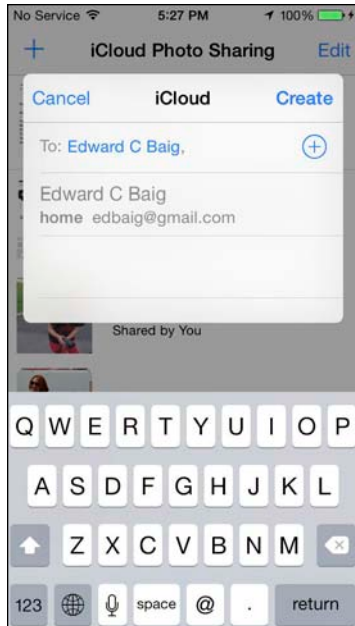 No Service 5:27 PM 100%
+ iCloud Photo Sharing Edit
Cancel iCloud Create
To: Edward C Baig,
Edward C Baig
home edbaig@gmail.com
Shared by You
Q W E R T Y U I O P
A S D F G H J K L
Z X C V B N M
123 space @ . return